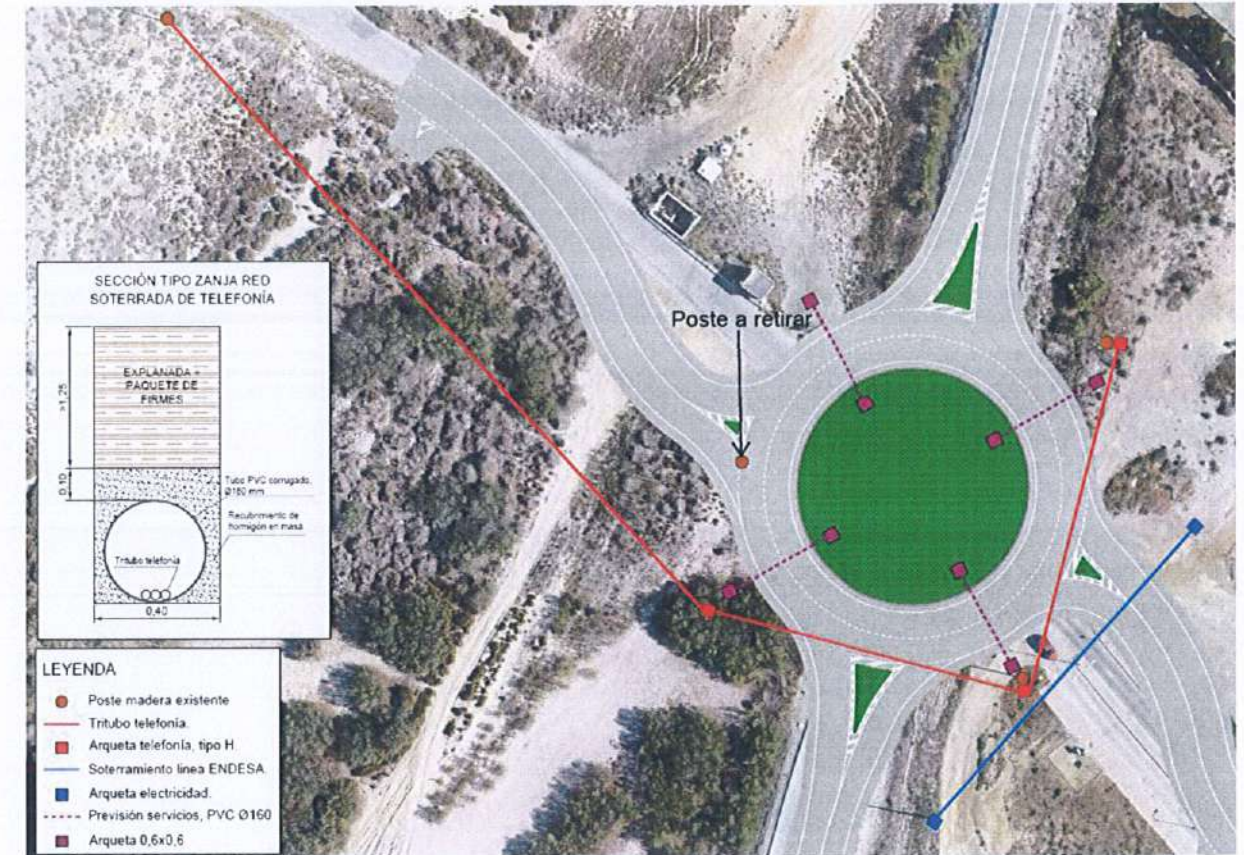 Poste a retirar
SECCIÓN TIPO ZANJA RED
SOTERRADA DE TELEFONÍA
EXPLANADA +
PAQUETE DE
FIRMES
>1,25
0,10
Tubo PVC corrugado,
Ø160 mm
Recubrimiento de
hormigón en masa
Tritubo telefonía
0,40
LEYENDA
Poste madera existente
Tritubo telefonía.
Arqueta telefonía, tipo H.
Soterramiento línea ENDESA.
Arqueta electricidad.
Previsión servicios, PVC Ø160
Arqueta 0,6x0,6